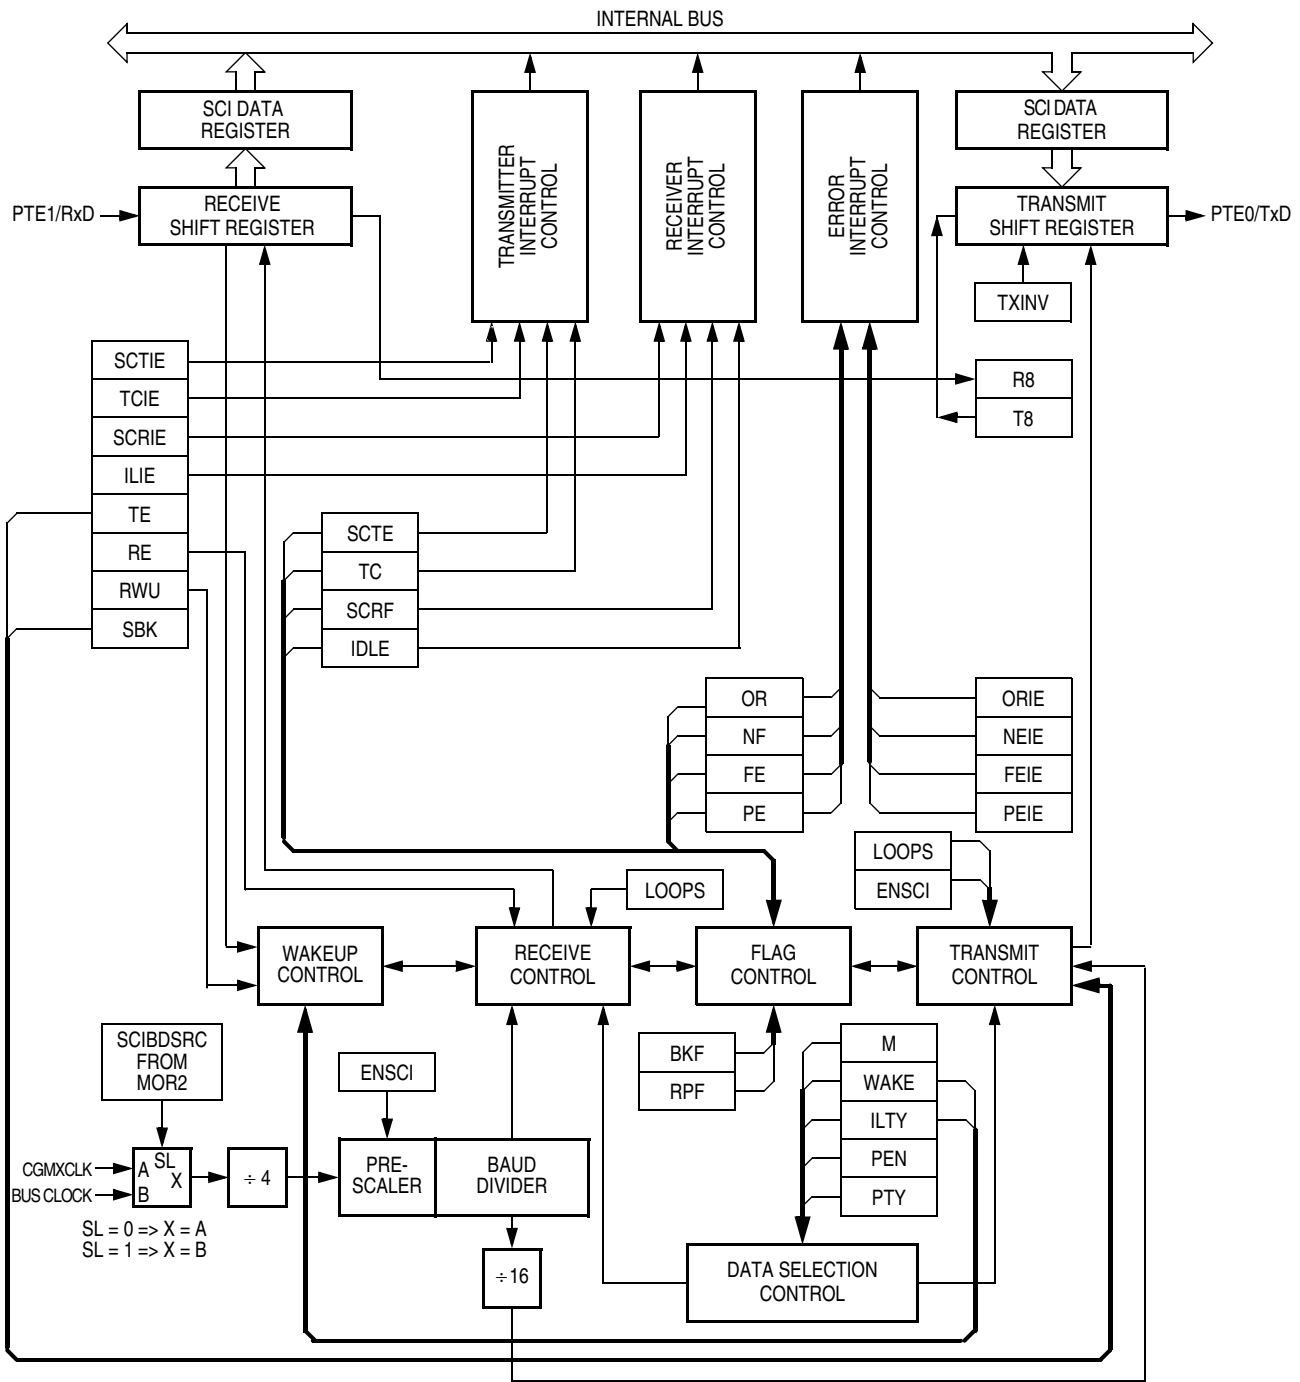 INTERNAL BUS
SCI DATA
REGISTER
SCI DATA
REGISTER
TRANSMITTER
INTERRUPT
CONTROL
RECEIVER
INTERRUPT
CONTROL
ERROR
INTERRUPT
CONTROL
PTE1/RxD
RECEIVE
SHIFT REGISTER
TRANSMIT
SHIFT REGISTER
PTE0/TxD
TXINV
SCTIE
TCIE
SCRIE
ILIE
TE
RE
RWU
SBK
R8
T8
SCTE
TC
SCRF
IDLE
OR
NF
FE
PE
ORIE
NEIE
FEIE
PEIE
LOOPS
ENSCI
LOOPS
WAKEUP
CONTROL
RECEIVE
CONTROL
FLAG
CONTROL
TRANSMIT
CONTROL
SCIBDSRC
FROM
MOR2
ENSCI
BKF
RPF
M
WAKE
ILTY
PEN
PTY
CGMXCLK
BUS CLOCK
A
SL
X
B
÷ 4
PRE-
SCALER
BAUD
DIVIDER
SL = 0 => X = A
SL = 1 => X = B
÷16
DATA SELECTION
CONTROL